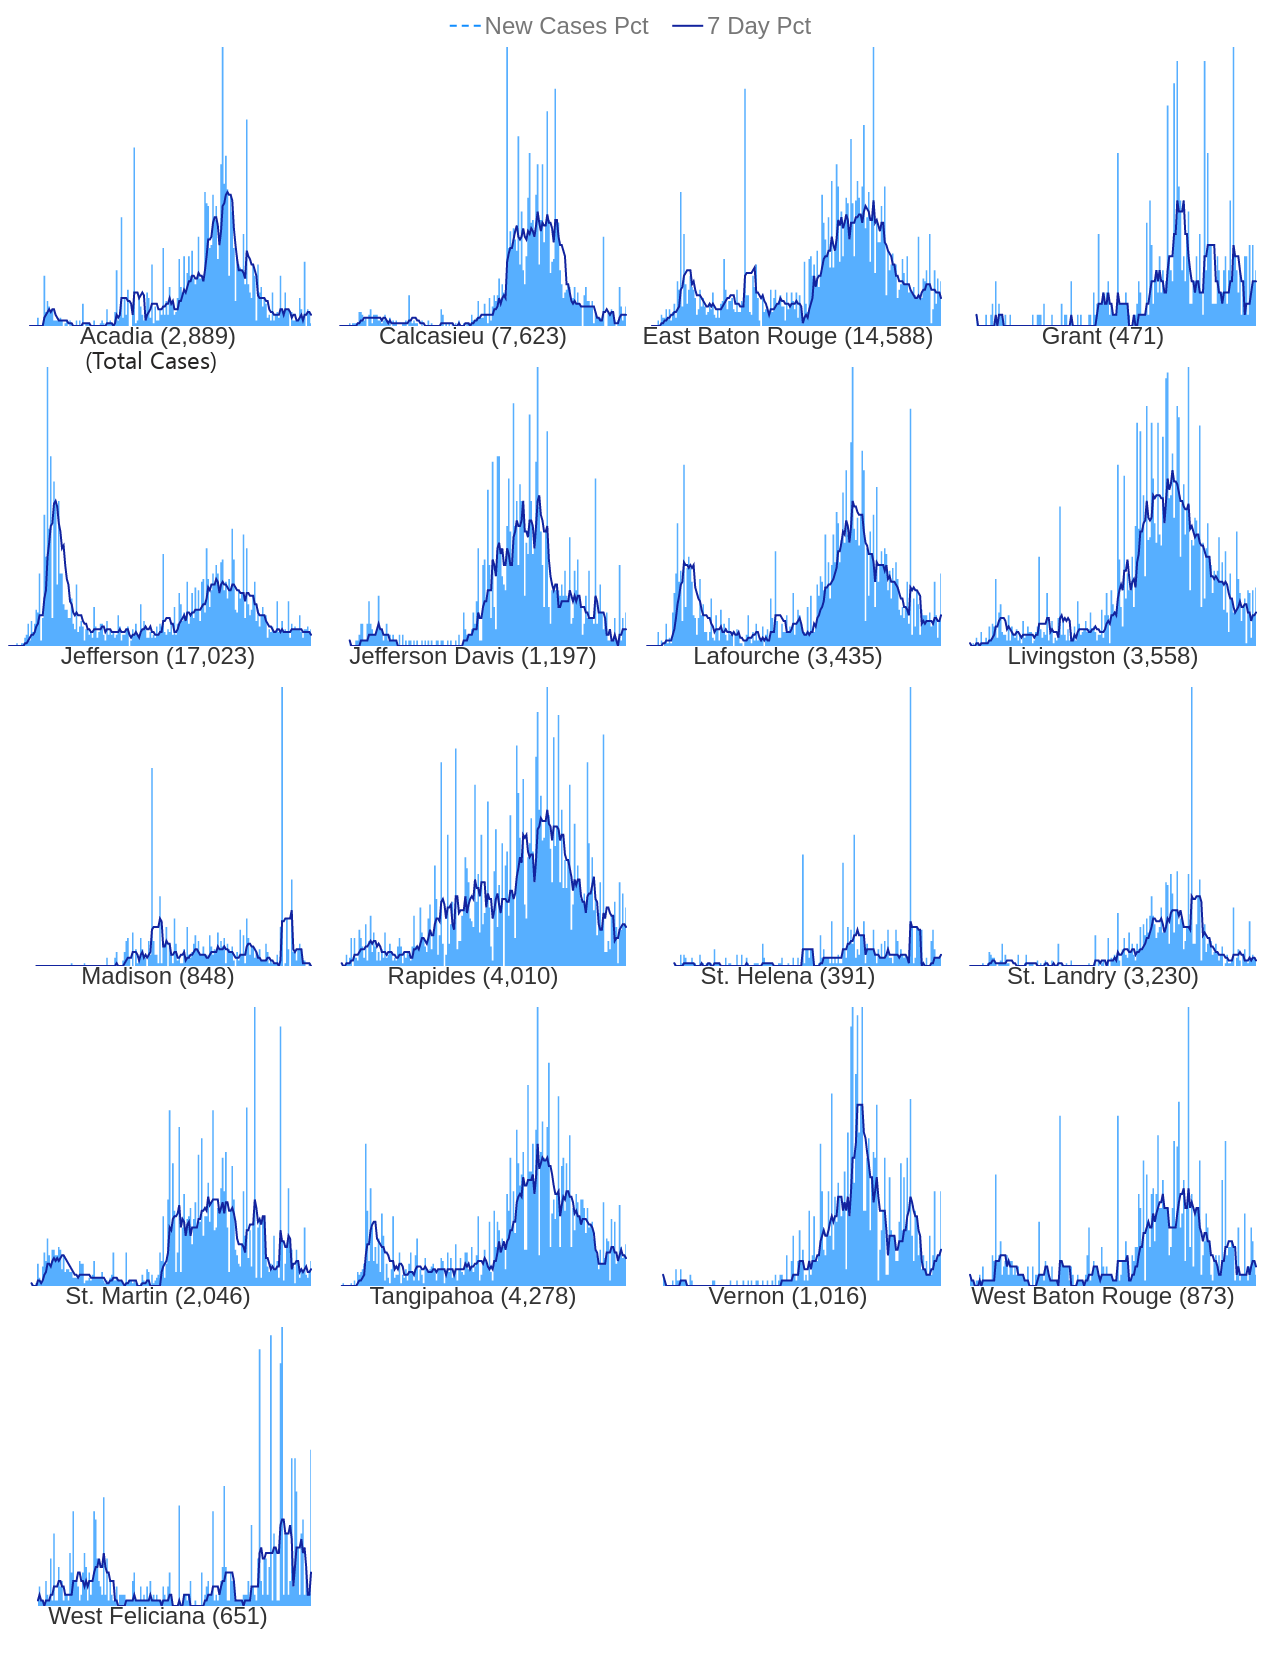 New Cases Pct 7 Day Pct
Acadia (2,889) Calcasieu (7,623) East Baton Rouge (14,588) Grant (471)
(Total Cases)
Jefferson (17,023) Jefferson Davis (1,197) Lafourche (3,435) Livingston (3,558)
Madison (848) Rapides (4,010) St. Helena (391) St. Landry (3,230)
St. Martin (2,046) Tangipahoa (4,278) Vernon (1,016) West Baton Rouge (873)
West Feliciana (651)